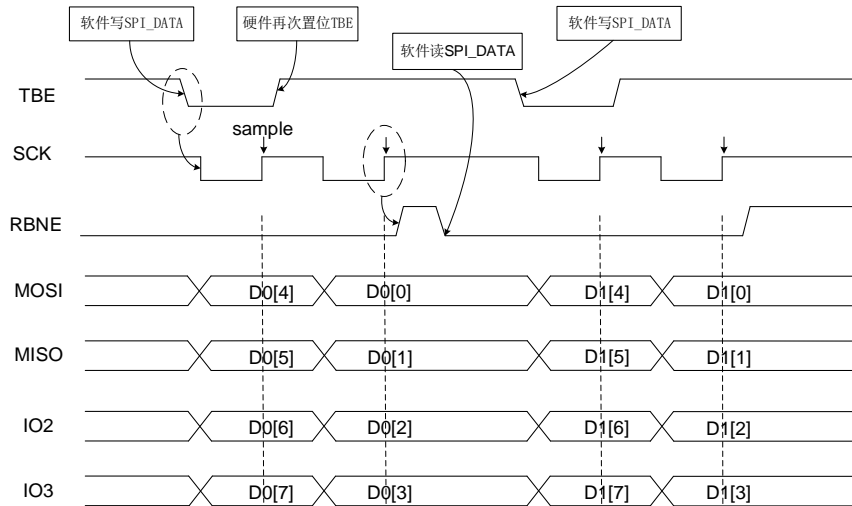 软件写SPI_DATA
硬件再次置位TBE
软件读SPI_DATA
软件写SPI_DATA
TBE
sample
SCK
RBNE
MOSI D0[4] D0[0] D1[4] D1[0]
MISO D0[5] D0[1] D1[5] D1[1]
IO2 D0[6] D0[2] D1[6] D1[2]
IO3 D0[7] D0[3] D1[7] D1[3]